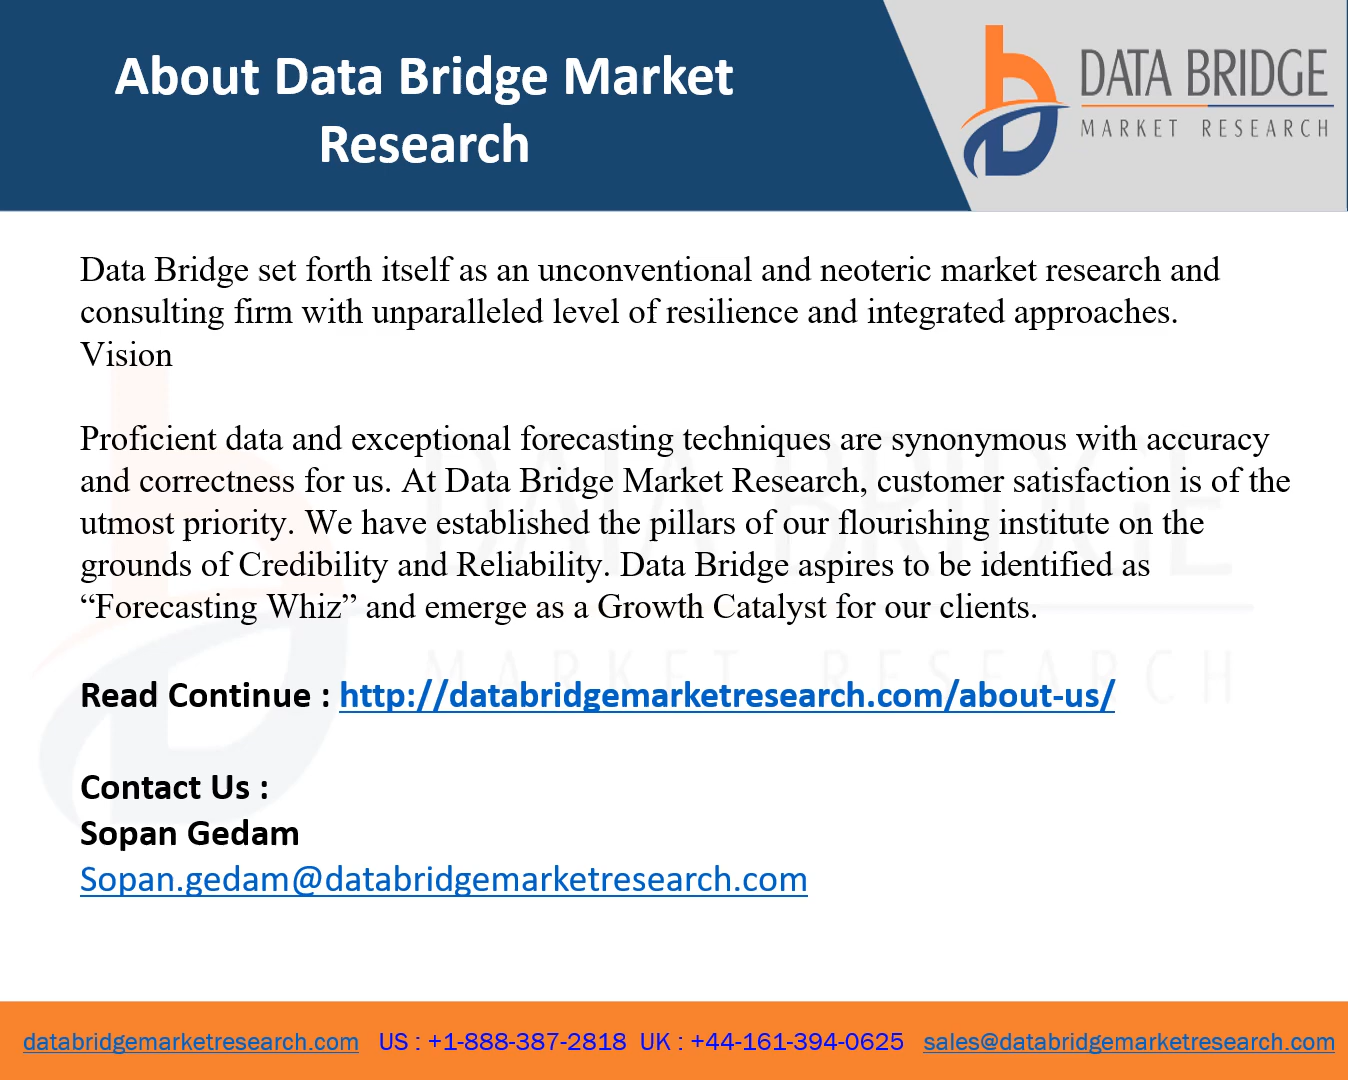 About Data Bridge Market
Research
DATA BRIDGE
MARKET RESEARCH
Data Bridge set forth itself as an unconventional and neoteric market research and
consulting firm with unparalleled level of resilience and integrated approaches.
Vision
Proficient data and exceptional forecasting techniques are synonymous with accuracy
and correctness for us. At Data Bridge Market Research, customer satisfaction is of the
utmost priority. We have established the pillars of our flourishing institute on the
grounds of Credibility and Reliability. Data Bridge aspires to be identified as
“Forecasting Whiz” and emerge as a Growth Catalyst for our clients.
DATA BRIDGE
MARKET RESEARCH
Read Continue : http://databridgemarketresearch.com/about-us/
Contact Us :
Sopan Gedam
Sopan.gedam@databridgemarketresearch.com
databridgemarketresearch.com US : +1-888-387-2818 UK : +44-161-394-0625 sales@databridgemarketresearch.com